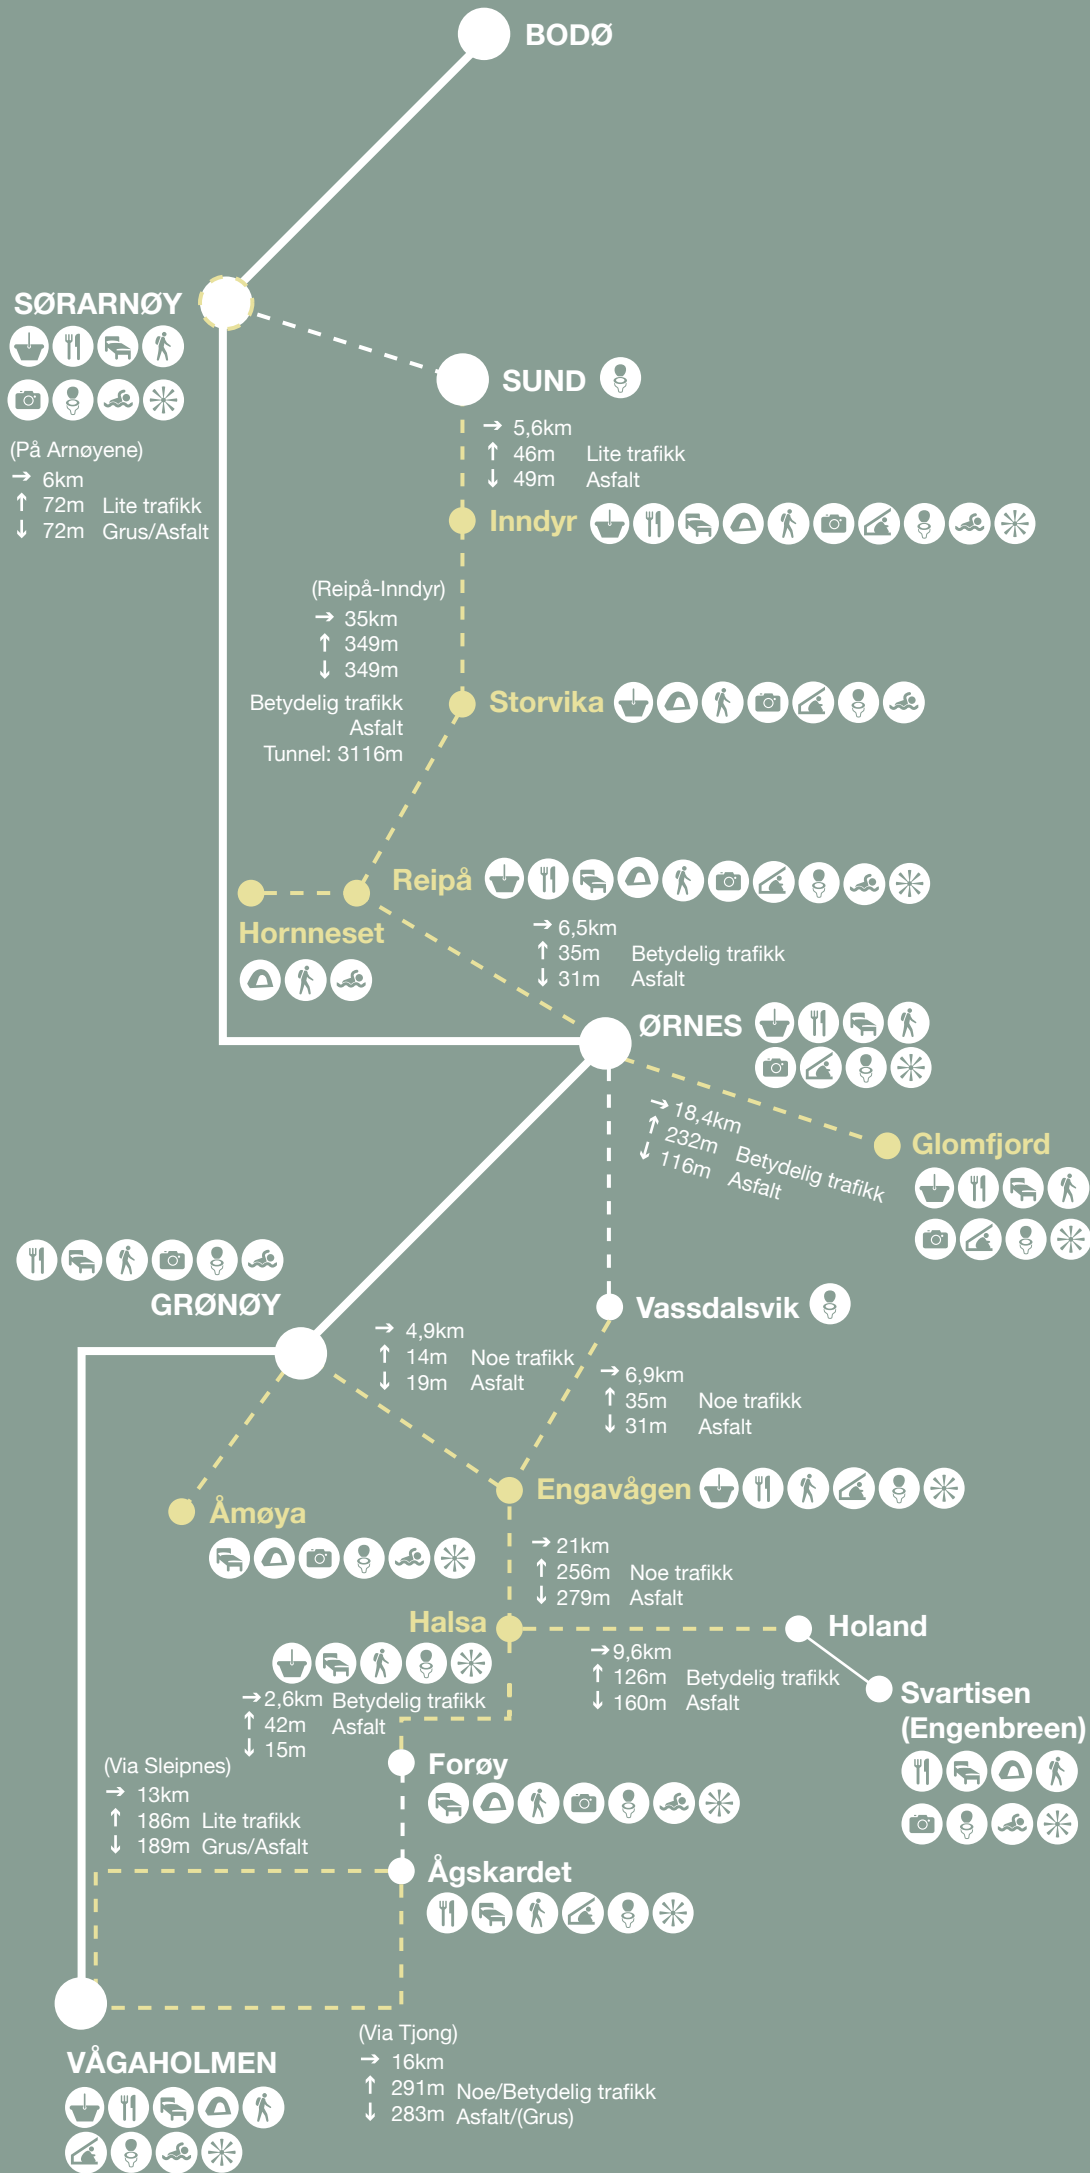 BODØ
SØRARNØY
(På Arnøyene)
→ 6km
↑ 72m Lite trafikk
↓ 72m Grus/Asfalt
SUND
→ 5,6km
↑ 46m Lite trafikk
↓ 49m Asfalt
Inndyr
(Reipå-Inndyr)
→ 35km
↑ 349m
↓ 349m
Betydelig trafikk
Asfalt
Tunnel: 3116m
Storvika
Reipå
Hornneset
→ 6,5km
↑ 35m Betydelig trafikk
↓ 31m Asfalt
ØRNES
→ 18,4km
↑ 232m Betydelig trafikk
↓ 116m Asfalt
Glomfjord
GRØNØY
Vassdalsvik
→ 4,9km
↑ 14m Noe trafikk
↓ 19m Asfalt
→ 6,9km
↑ 35m Noe trafikk
↓ 31m Asfalt
Engavågen
Åmøya
→ 21km
↑ 256m Noe trafikk
↓ 279m Asfalt
Halsa
Holand
→ 9,6km
↑ 126m Betydelig trafikk
↓ 160m Asfalt
Svartisen
(Engenbreen)
→ 2,6km Betydelig trafikk
↑ 42m Asfalt
↓ 15m
Forøy
(Via Sleipnes)
→ 13km
↑ 186m Lite trafikk
↓ 189m Grus/Asfalt
Ågskardet
VÅGAHOLMEN
(Via Tjong)
→ 16km
↑ 291m Noe/Betydelig trafikk
↓ 283m Asfalt/(Grus)